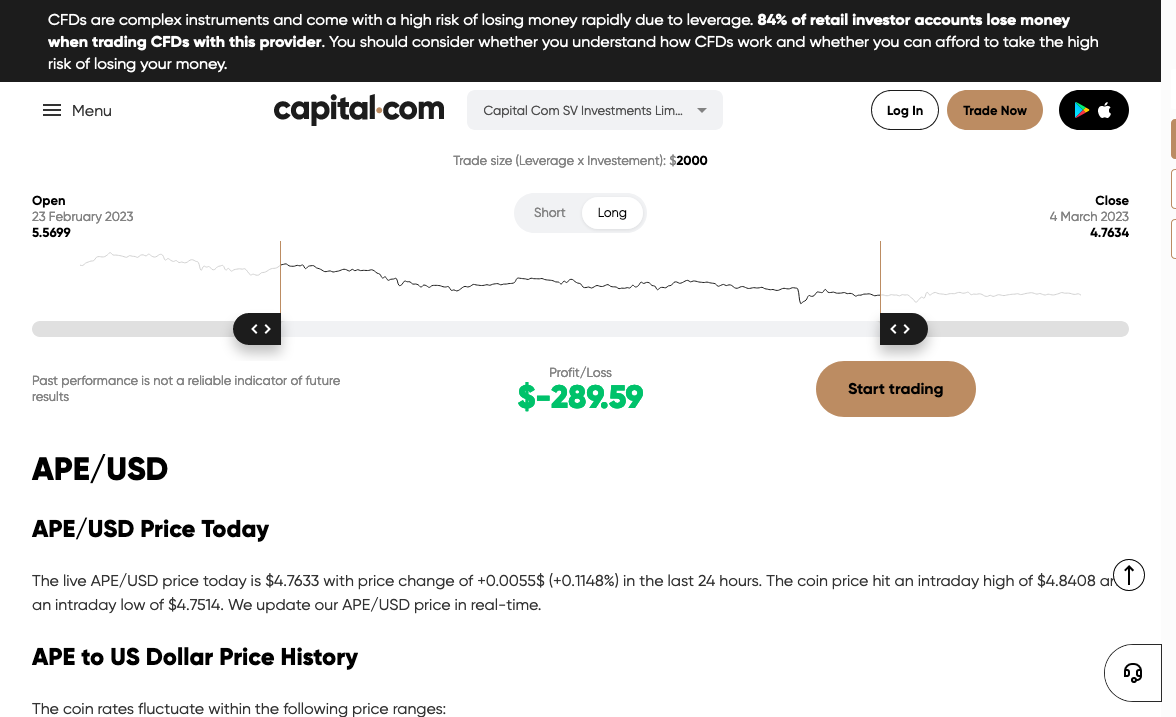 CFDs are complex instruments and come with a high risk of losing money rapidly due to leverage. 84% of retail investor accounts lose money
when trading CFDs with this provider. You should consider whether you understand how CFDs work and whether you can afford to take the high
risk of losing your money.
Menu
capital.com
Capital Com SV Investments Lim...
Log In
Trade Now
Trade size (Leverage x Investement): $2000
Open
23 February 2023
5.5699
Short
Long
Close
4 March 2023
4.7634
Past performance is not a reliable indicator of future
results
Profit/Loss
$-289.59
Start trading
APE/USD
APE/USD Price Today
The live APE/USD price today is $4.7633 with price change of +0.0055$ (+0.1148%) in the last 24 hours. The coin price hit an intraday high of $4.8408
an intraday low of $4.7514. We update our APE/USD price in real-time.
APE to US Dollar Price History
The coin rates fluctuate within the following price ranges: